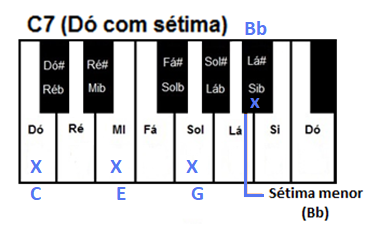 C7 (Dó com sétima)
Bb
Dó# Ré# Fá# Sol# Lá#
Réb Mib Solb Láb Sib
X
Dó Ré MI Fá Sol Lá Si Dó
X X X
C E G
Sétima menor
(Bb)